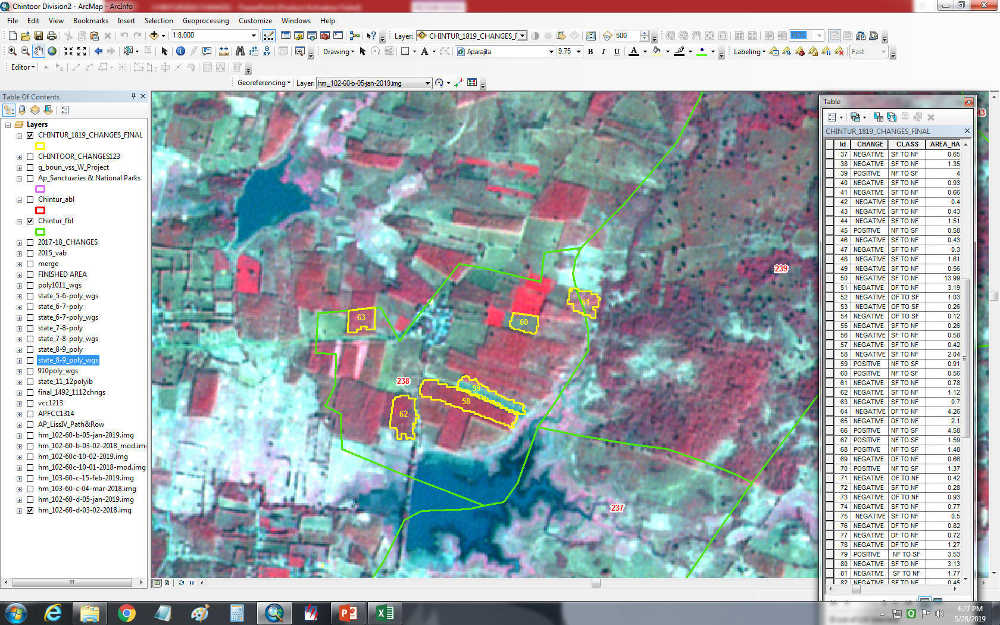 Chintoor Division2 - ArcMap - ArcInfo
File Edit View Bookmarks Insert Selection Geoprocessing Customize Windows Help
1:8,000
Layer: CHINTUR_1819_CHANGES_F
500
100%
Drawing
Aparajita
9.75
B I U A
Labeling
Fast
Editor
Georeferencing Layer: hm_102-60-b-05-jan-2019.img
Table Of Contents
Layers
CHINTUR_1819_CHANGES_FINAL
CHINTOOR_CHANGES123
g_boun_vss_W_Project
Ap_Sanctuaries & National Parks
Chintur_abl
Chintur_fbl
2017-18_CHANGES
2015_vab
merge
FINISHED AREA
poly1011_wgs
state_5-6-poly_wgs
state_6-7-poly
state_6-7-poly_wgs
state_7-8-poly
state_7-8-poly_wgs
state_8-9_poly
state_8-9_poly_wgs
910poly_wgs
state_11_12polyib
final_1492_1112chngs
vcc1213
APFCC1314
AP_LissIV_Path&Row
hm_102-60-b-05-jan-2019.img
hm_102-60-b-03-02-2018_mod.img
hm_102-60c-10-02-2019.img
hm_102-60c-10-01-2018-mod.img
hm_103-60-c-15-feb-2019.img
hm_103-60-c-04-mar-2018.img
hm_102-60-d-05-jan-2019.img
hm_102-60-d-03-02-2018.img
43
239
61
60
63
238
59
58
62
237
Table
CHINTUR_1819_CHANGES_FINAL
Id CHANGE CLASS AREA_HA
37 NEGATIVE SF TO NF 0.65
38 NEGATIVE SF TO NF 1.35
39 POSITIVE NF TO SF 4
40 NEGATIVE SF TO NF 0.93
41 NEGATIVE SF TO NF 0.66
42 NEGATIVE SF TO NF 0.4
43 NEGATIVE SF TO NF 0.43
44 NEGATIVE SF TO NF 1.51
45 POSITIVE NF TO SF 0.58
46 NEGATIVE SF TO NF 0.43
47 NEGATIVE SF TO NF 0.3
48 NEGATIVE SF TO NF 1.61
49 NEGATIVE SF TO NF 0.56
50 NEGATIVE SF TO NF 13.99
51 NEGATIVE DF TO NF 3.19
52 NEGATIVE OF TO SF 1.03
53 NEGATIVE OF TO NF 0.26
54 NEGATIVE OF TO SF 0.12
55 NEGATIVE SF TO NF 0.26
56 NEGATIVE SF TO NF 0.58
57 NEGATIVE SF TO NF 0.42
58 NEGATIVE SF TO NF 2.04
59 POSITIVE NF TO SF 0.91
60 POSITIVE NF TO SF 0.56
61 NEGATIVE SF TO NF 0.78
62 NEGATIVE SF TO NF 1.12
63 NEGATIVE SF TO NF 0.7
64 NEGATIVE DF TO NF 4.26
65 NEGATIVE DF TO NF 2.1
66 POSITIVE NF TO SF 4.58
67 POSITIVE NF TO SF 1.59
68 POSITIVE NF TO SF 1.48
69 NEGATIVE DF TO NF 0.66
70 POSITIVE NF TO SF 1.37
71 NEGATIVE OF TO NF 0.42
72 NEGATIVE SF TO NF 0.28
73 NEGATIVE OF TO NF 0.93
74 NEGATIVE SF TO NF 0.77
75 NEGATIVE SF TO NF 0.5
76 NEGATIVE DF TO NF 0.82
77 NEGATIVE DF TO NF 0.72
78 NEGATIVE DF TO NF 1.27
79 POSITIVE NF TO SF 3.53
80 NEGATIVE SF TO NF 3.13
81 NEGATIVE SF TO NF 1.77
82 NEGATIVE SF TO NF 0.45
4:27 PM
5/28/2019